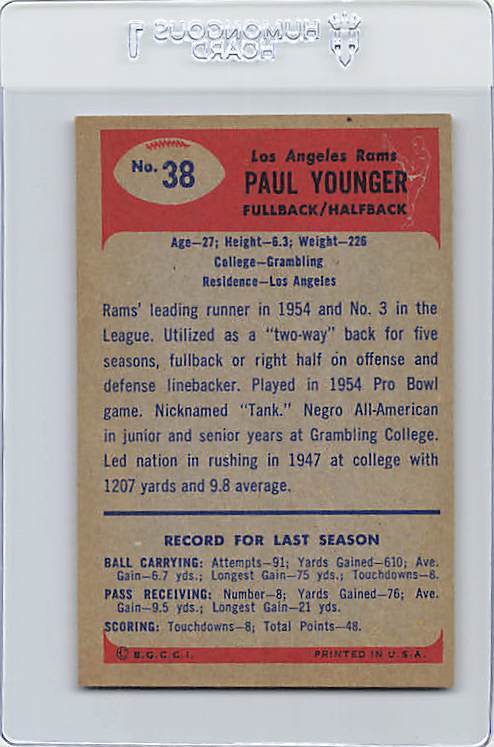 HUMONGOUS
HOARD
No. 38
Los Angeles Rams
PAUL YOUNGER
FULLBACK/HALFBACK
Age—27; Height—6.3; Weight—226
College—Grambling
Residence—Los Angeles
Rams' leading runner in 1954 and No. 3 in the
League. Utilized as a "two-way" back for five
seasons, fullback or right half on offense and
defense linebacker. Played in 1954 Pro Bowl
game. Nicknamed "Tank." Negro All-American
in junior and senior years at Grambling College.
Led nation in rushing in 1947 at college with
1207 yards and 9.8 average.
RECORD FOR LAST SEASON
BALL CARRYING: Attempts—91; Yards Gained—610; Ave.
Gain—6.7 yds.; Longest Gain—75 yds.; Touchdowns—8.
PASS RECEIVING: Number—8; Yards Gained—76; Ave.
Gain—9.5 yds.; Longest Gain—21 yds.
SCORING: Touchdowns—8; Total Points—48.
© B.G.C.C.I. PRINTED IN U.S.A.